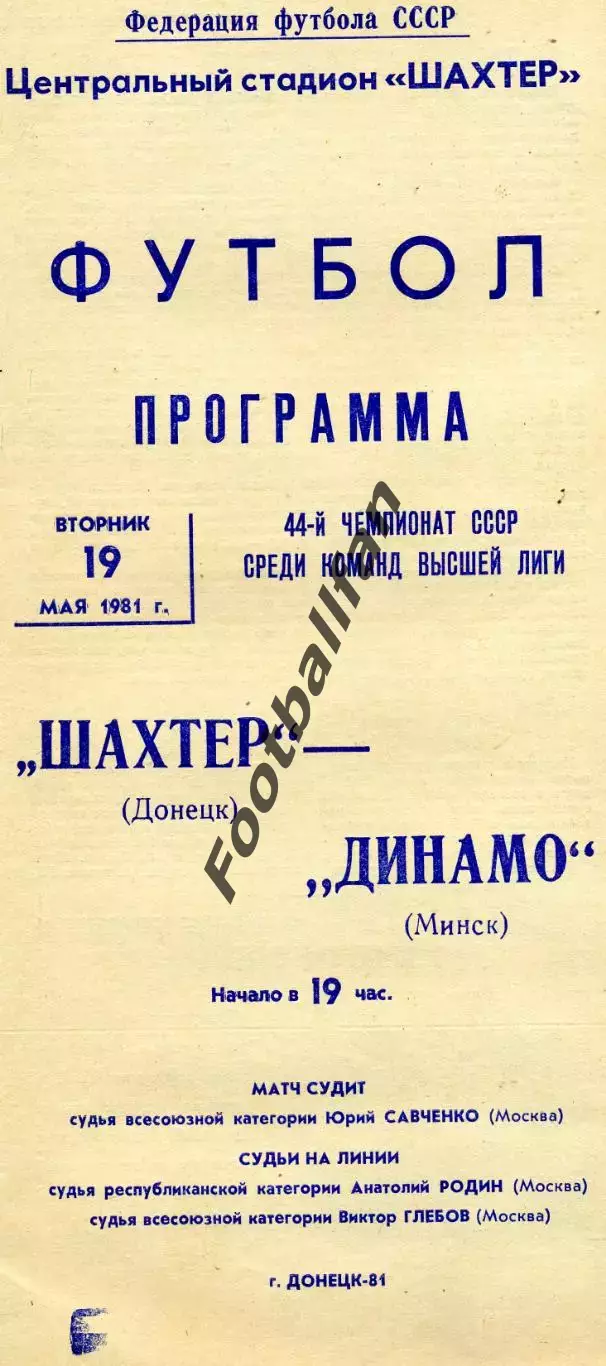 Федерация футбола СССР
Центральный стадион «ШАХТЕР»
ФУТБОЛ
ПРОГРАММА
ВТОРНИК
19
МАЯ 1981 г.
44-й ЧЕМПИОНАТ СССР
СРЕДИ КОМАНД ВЫСШЕЙ ЛИГИ
„ШАХТЕР“—
(Донецк)
„ДИНАМО“
(Минск)
Footballfan
Начало в 19 час.
МАТЧ СУДИТ
судья всесоюзной категории Юрий САВЧЕНКО (Москва)
СУДЬИ НА ЛИНИИ
судья республиканской категории Анатолий РОДИН (Москва)
судья всесоюзной категории Виктор ГЛЕБОВ (Москва)
г. ДОНЕЦК-81